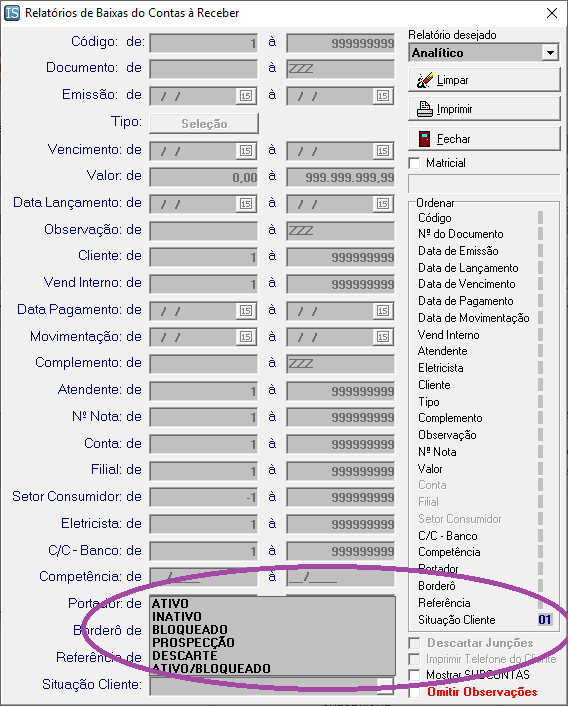 IS Relatórios de Baixas do Contas à Receber
Código: de: 1 à 999999999
Documento: de à ZZZ
Emissão: de / / 15 à / / 15
Tipo: Seleção
Vencimento: de / / 15 à / / 15
Valor: de 0,00 à 999.999.999,99
Data Lançamento: de / / 15 à / / 15
Observação: de à ZZZ
Cliente: de 1 à 999999999
Vend Interno: de 1 à 999999999
Data Pagamento: de / / 15 à / / 15
Movimentação: de / / 15 à / / 15
Complemento: de à ZZZ
Atendente: de 1 à 999999999
Nº Nota: de 1 à 999999999
Conta: de 1 à 999999999
Filial: de 1 à 999999999
Setor Consumidor: de -1 à 999999999
Eletricista: de 1 à 999999999
C/C - Banco: de 1 à 999999999
Competência: de __/____ à __/____
Portador: de
Borderô de
Referência de
Situação Cliente:
ATIVO
INATIVO
BLOQUEADO
PROSPECÇÃO
DESCARTE
ATIVO/BLOQUEADO
Relatório desejado
Analítico
Limpar
Imprimir
Fechar
Matricial
Ordenar
Código
Nº do Documento
Data de Emissão
Data de Lançamento
Data de Vencimento
Data de Pagamento
Data de Movimentação
Vend Interno
Atendente
Eletricista
Cliente
Tipo
Complemento
Observação
Nº Nota
Valor
Conta
Filial
Setor Consumidor
C/C - Banco
Competência
Portador
Borderô
Referência
Situação Cliente 01
Descartar Junções
Imprimir Telefone do Cliente
Mostrar SUBCONTAS
Omitir Observações